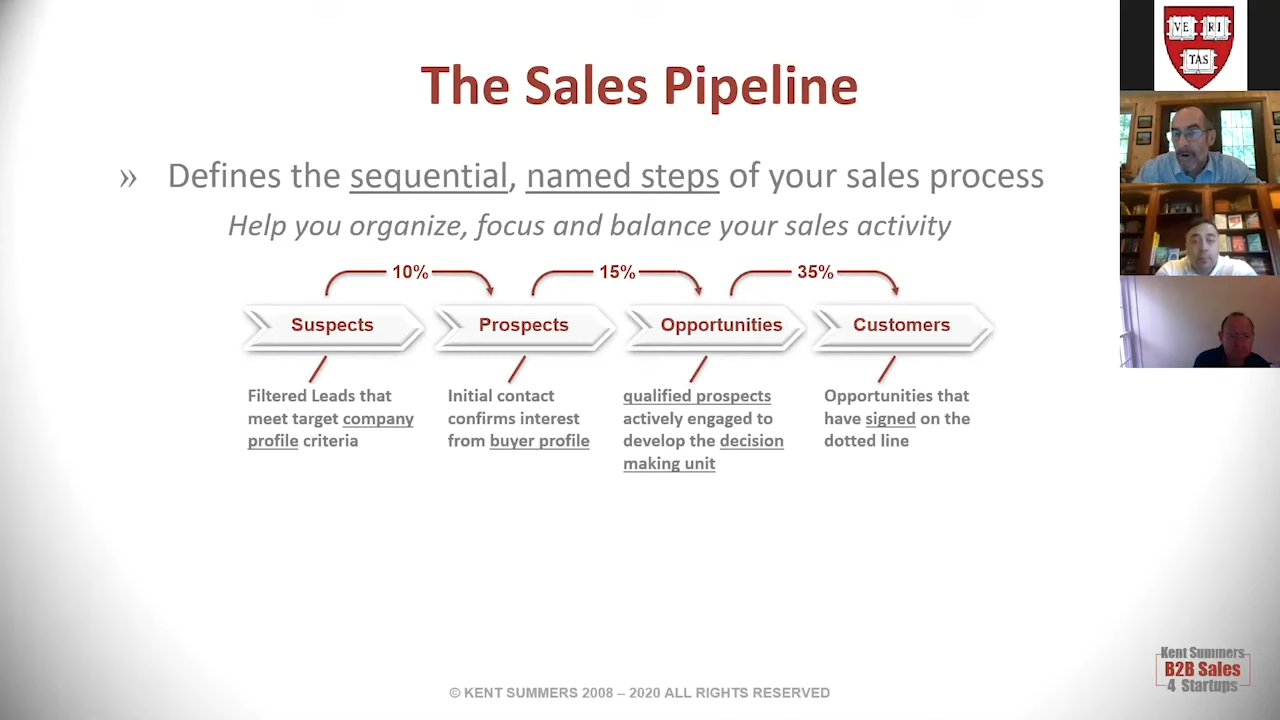 The Sales Pipeline
» Defines the sequential, named steps of your sales process
Help you organize, focus and balance your sales activity
10% 15% 35%
Suspects Prospects Opportunities Customers
Filtered Leads that
meet target company
profile criteria
Initial contact
confirms interest
from buyer profile
qualified prospects
actively engaged to
develop the decision
making unit
Opportunities that
have signed on the
dotted line
© KENT SUMMERS 2008 – 2020 ALL RIGHTS RESERVED
Kent Summers
B2B Sales
4 Startups
VE RI
TAS